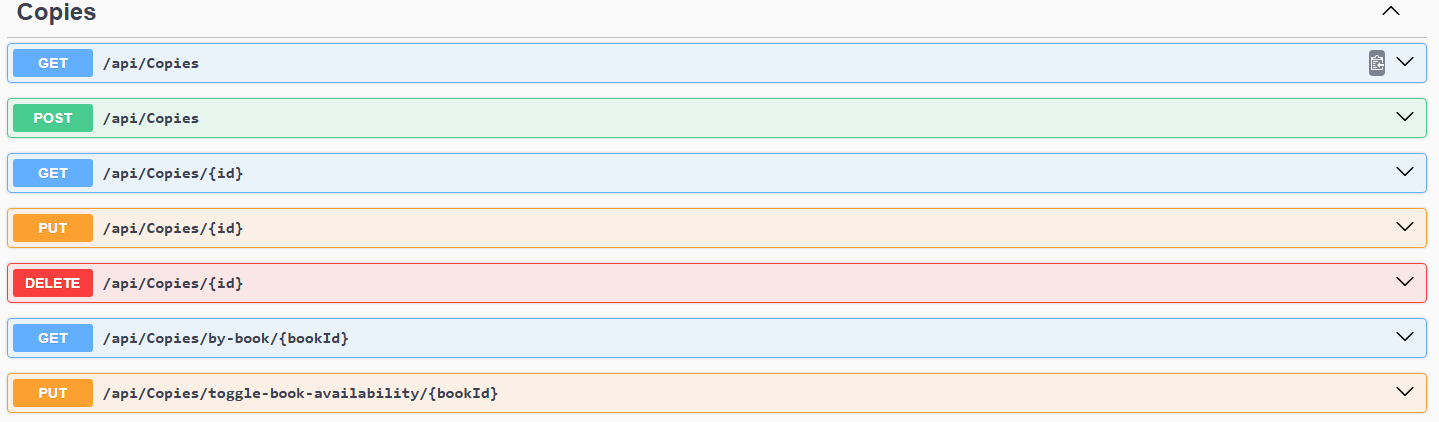 Copies
GET /api/Copies
POST /api/Copies
GET /api/Copies/{id}
PUT /api/Copies/{id}
DELETE /api/Copies/{id}
GET /api/Copies/by-book/{bookId}
PUT /api/Copies/toggle-book-availability/{bookId}